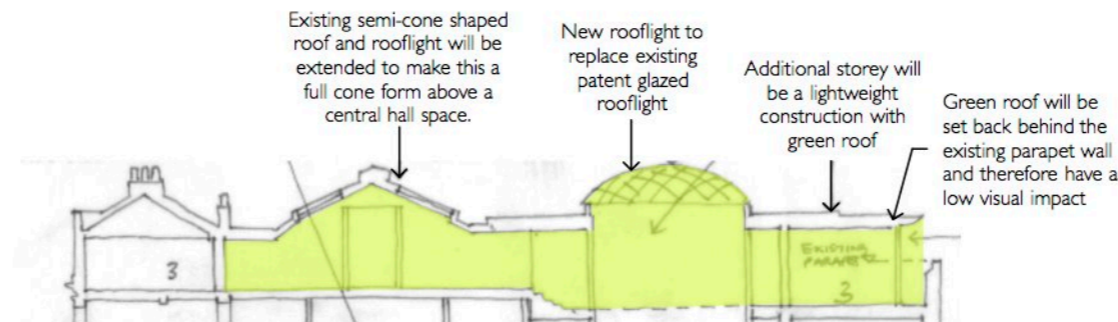 Existing semi-cone shaped
roof and rooflight will be
extended to make this a
full cone form above a
central hall space.
New rooflight to
replace existing
patent glazed
rooflight
Additional storey will
be a lightweight
construction with
green roof
Green roof will be
set back behind the
existing parapet wall
and therefore have a
low visual impact
3
EXISTING
PARAPET
3